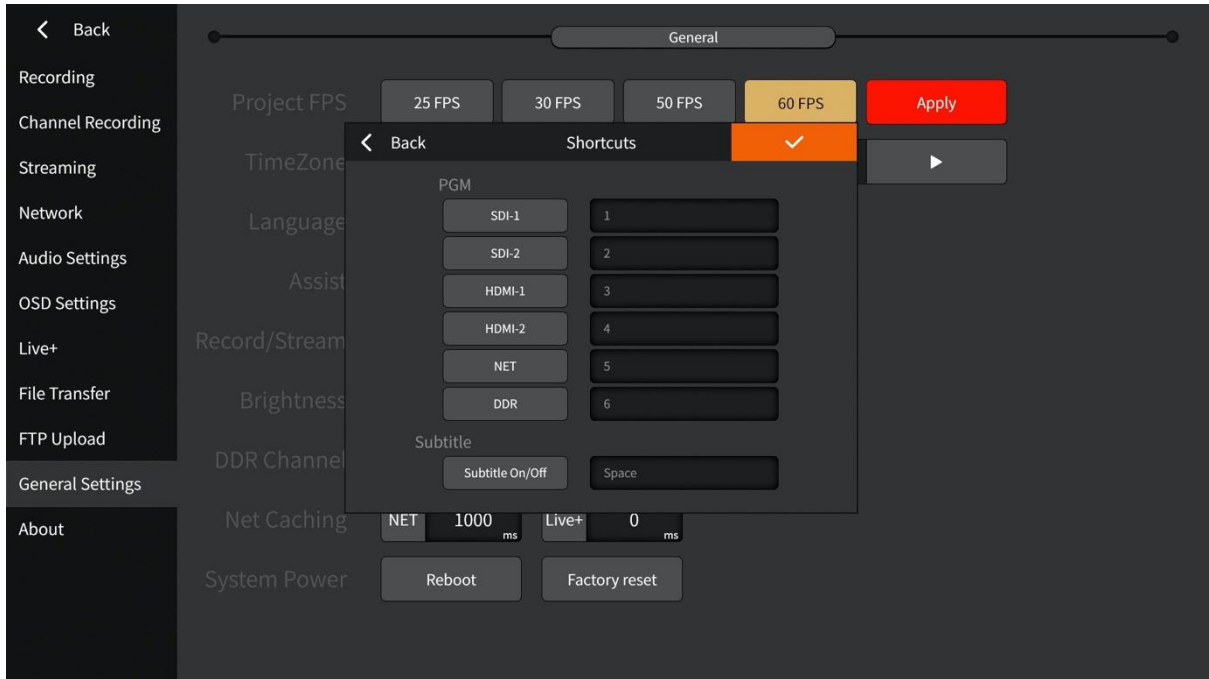 Back
General
Recording
Channel Recording
Streaming
Network
Audio Settings
OSD Settings
Live+
File Transfer
FTP Upload
General Settings
About
Project FPS 25 FPS 30 FPS 50 FPS 60 FPS Apply
TimeZone
Language
Assist
Record/Stream
Brightness
DDR Channel
Net Caching NET 1000 ms Live+ 0 ms
System Power Reboot Factory reset
Back Shortcuts
PGM
SDI-1 1
SDI-2 2
HDMI-1 3
HDMI-2 4
NET 5
DDR 6
Subtitle
Subtitle On/Off Space